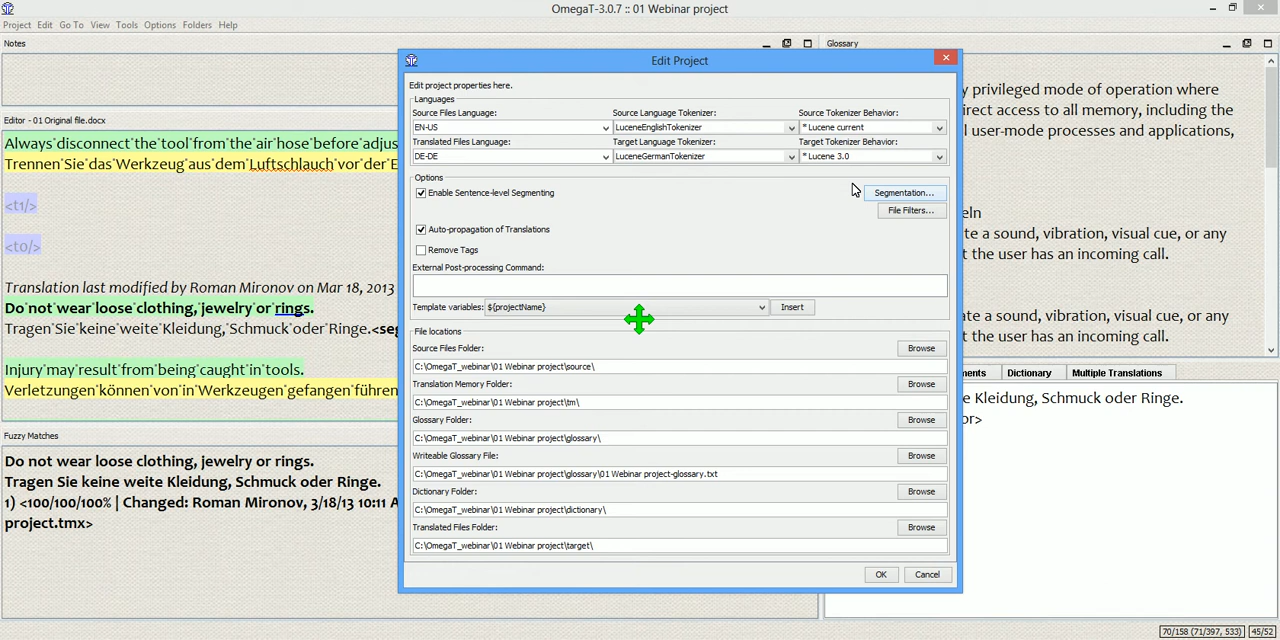 OmegaT-3.0.7 :: 01 Webinar project
Project Edit Go To View Tools Options Folders Help
Notes
Editor - 01 Original file.docx
Always disconnect the tool from the air hose before adjus
Trennen Sie das Werkzeug aus dem Luftschlauch vor der E
<t1/>
<t0/>
Translation last modified by Roman Mironov on Mar 18, 2013
Do not wear loose clothing, jewelry or rings.
Tragen Sie keine weite Kleidung, Schmuck oder Ringe.<seg
Injury may result from being caught in tools.
Verletzungen können von in Werkzeugen gefangen führen
Fuzzy Matches
Do not wear loose clothing, jewelry or rings.
Tragen Sie keine weite Kleidung, Schmuck oder Ringe.
1) <100/100/100% | Changed: Roman Mironov, 3/18/13 10:11 A
project.tmx>
Edit Project
Edit project properties here.
Languages
Source Files Language: Source Language Tokenizer: Source Tokenizer Behavior:
EN-US LuceneEnglishTokenizer * Lucene current
Translated Files Language: Target Language Tokenizer: Target Tokenizer Behavior:
DE-DE LuceneGermanTokenizer * Lucene 3.0
Options
Enable Sentence-level Segmenting Segmentation...
File Filters...
Auto-propagation of Translations
Remove Tags
External Post-processing Command:
Template variables: ${projectName} Insert
File locations
Source Files Folder: Browse
C:\OmegaT_webinar\01 Webinar project\source\
Translation Memory Folder: Browse
C:\OmegaT_webinar\01 Webinar project\tm\
Glossary Folder: Browse
C:\OmegaT_webinar\01 Webinar project\glossary\
Writeable Glossary File: Browse
C:\OmegaT_webinar\01 Webinar project\glossary\01 Webinar project-glossary.txt
Dictionary Folder: Browse
C:\OmegaT_webinar\01 Webinar project\dictionary\
Translated Files Folder: Browse
C:\OmegaT_webinar\01 Webinar project\target\
OK Cancel
Glossary
y privileged mode of operation where
irect access to all memory, including the
l user-mode processes and applications,
eln
te a sound, vibration, visual cue, or any
t the user has an incoming call.
ate a sound, vibration, visual cue, or any
t the user has an incoming call.
ments Dictionary Multiple Translations
e Kleidung, Schmuck oder Ringe.
or>
70/158 (71/397, 533) 45/52